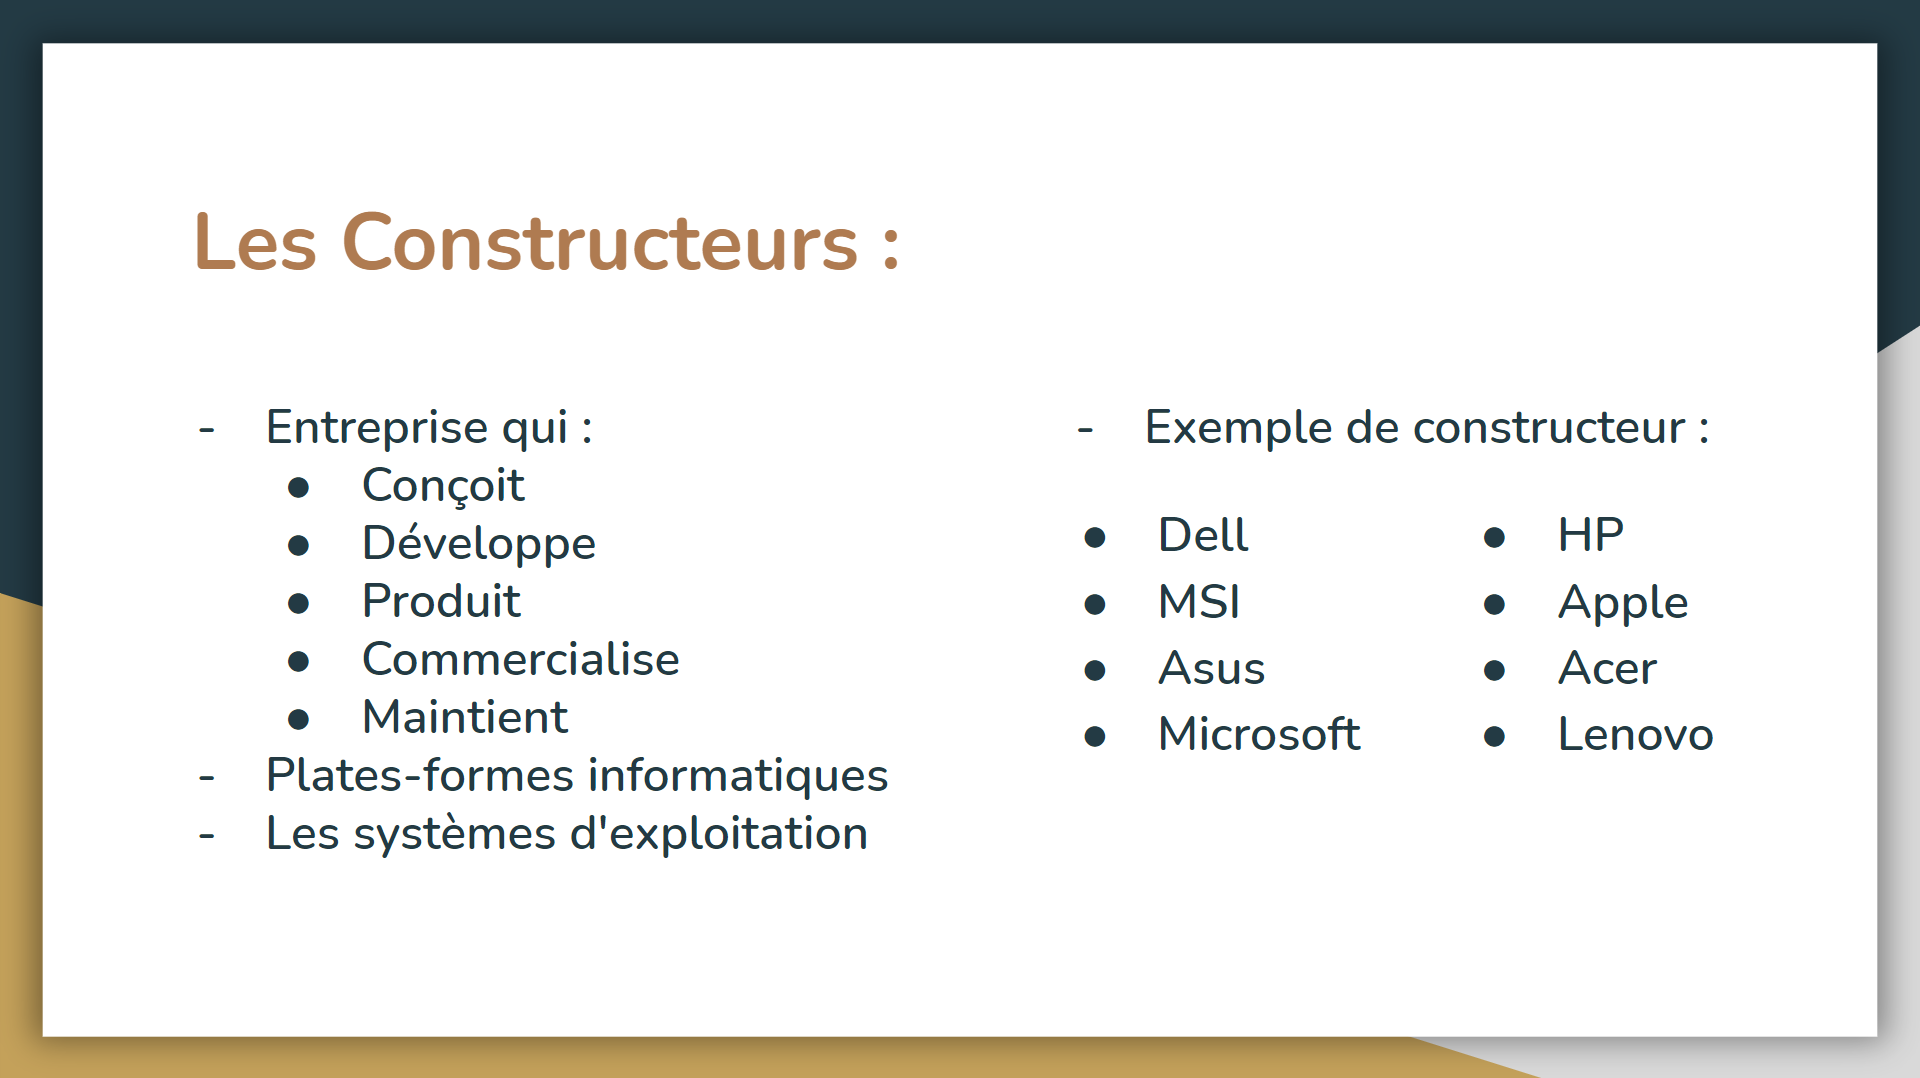 Les Constructeurs :
- Entreprise qui :
● Conçoit
● Développe
● Produit
● Commercialise
● Maintient
- Plates-formes informatiques
- Les systèmes d'exploitation
- Exemple de constructeur :
● Dell
● MSI
● Asus
● Microsoft
● HP
● Apple
● Acer
● Lenovo